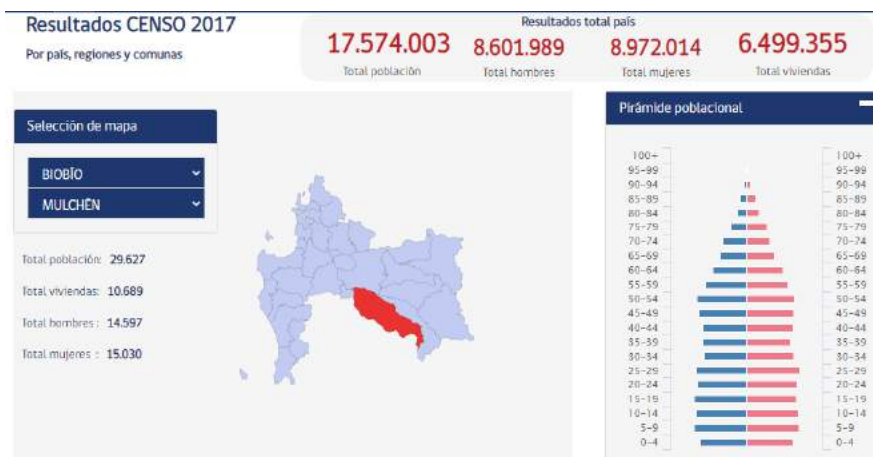 Resultados CENSO 2017
Por país, regiones y comunas
Resultados total país
17.574.003 8.601.989 8.972.014 6.499.355
Total población Total hombres Total mujeres Total viviendas
Selección de mapa
BIOBÍO
MULCHÉN
Total población: 29.627
Total viviendas: 10.689
Total hombres : 14.597
Total mujeres : 15.030
Pirámide poblacional
100+ 100+
95-99 95-99
90-94 90-94
85-89 85-89
80-84 80-84
75-79 75-79
70-74 70-74
65-69 65-69
60-64 60-64
55-59 55-59
50-54 50-54
45-49 45-49
40-44 40-44
35-39 35-39
30-34 30-34
25-29 25-29
20-24 20-24
15-19 15-19
10-14 10-14
5-9 5-9
0-4 0-4